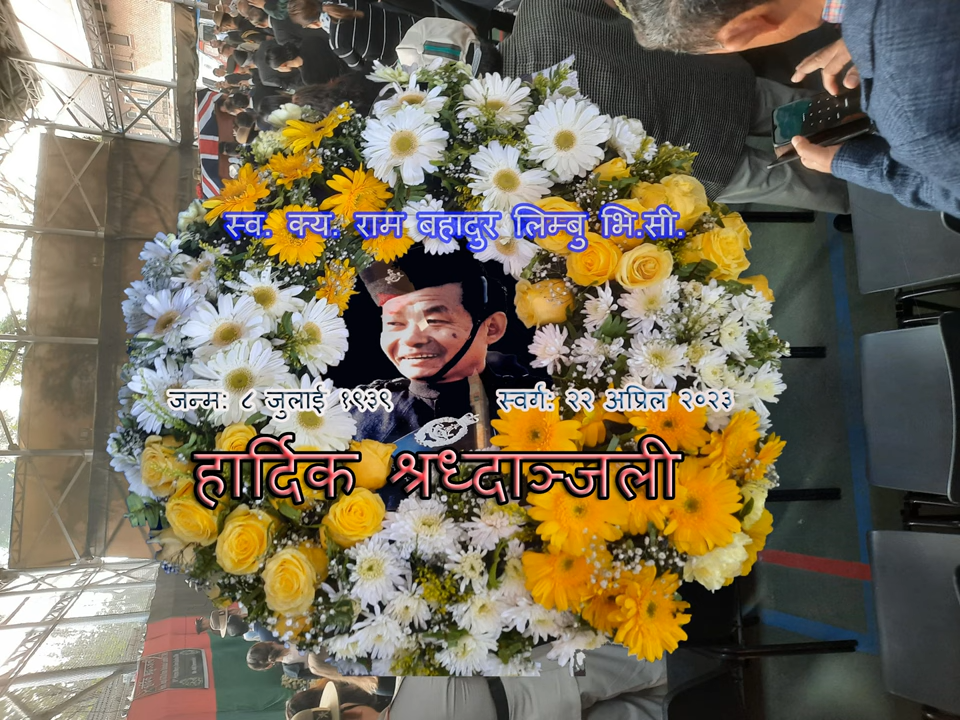 स्व. क्य. राम बहादुर लिम्बु भि.सी.
जन्म: ८ जुलाई १९३९ स्वर्ग: २२ अप्रिल २०२३
हार्दिक श्रध्दाञ्जली